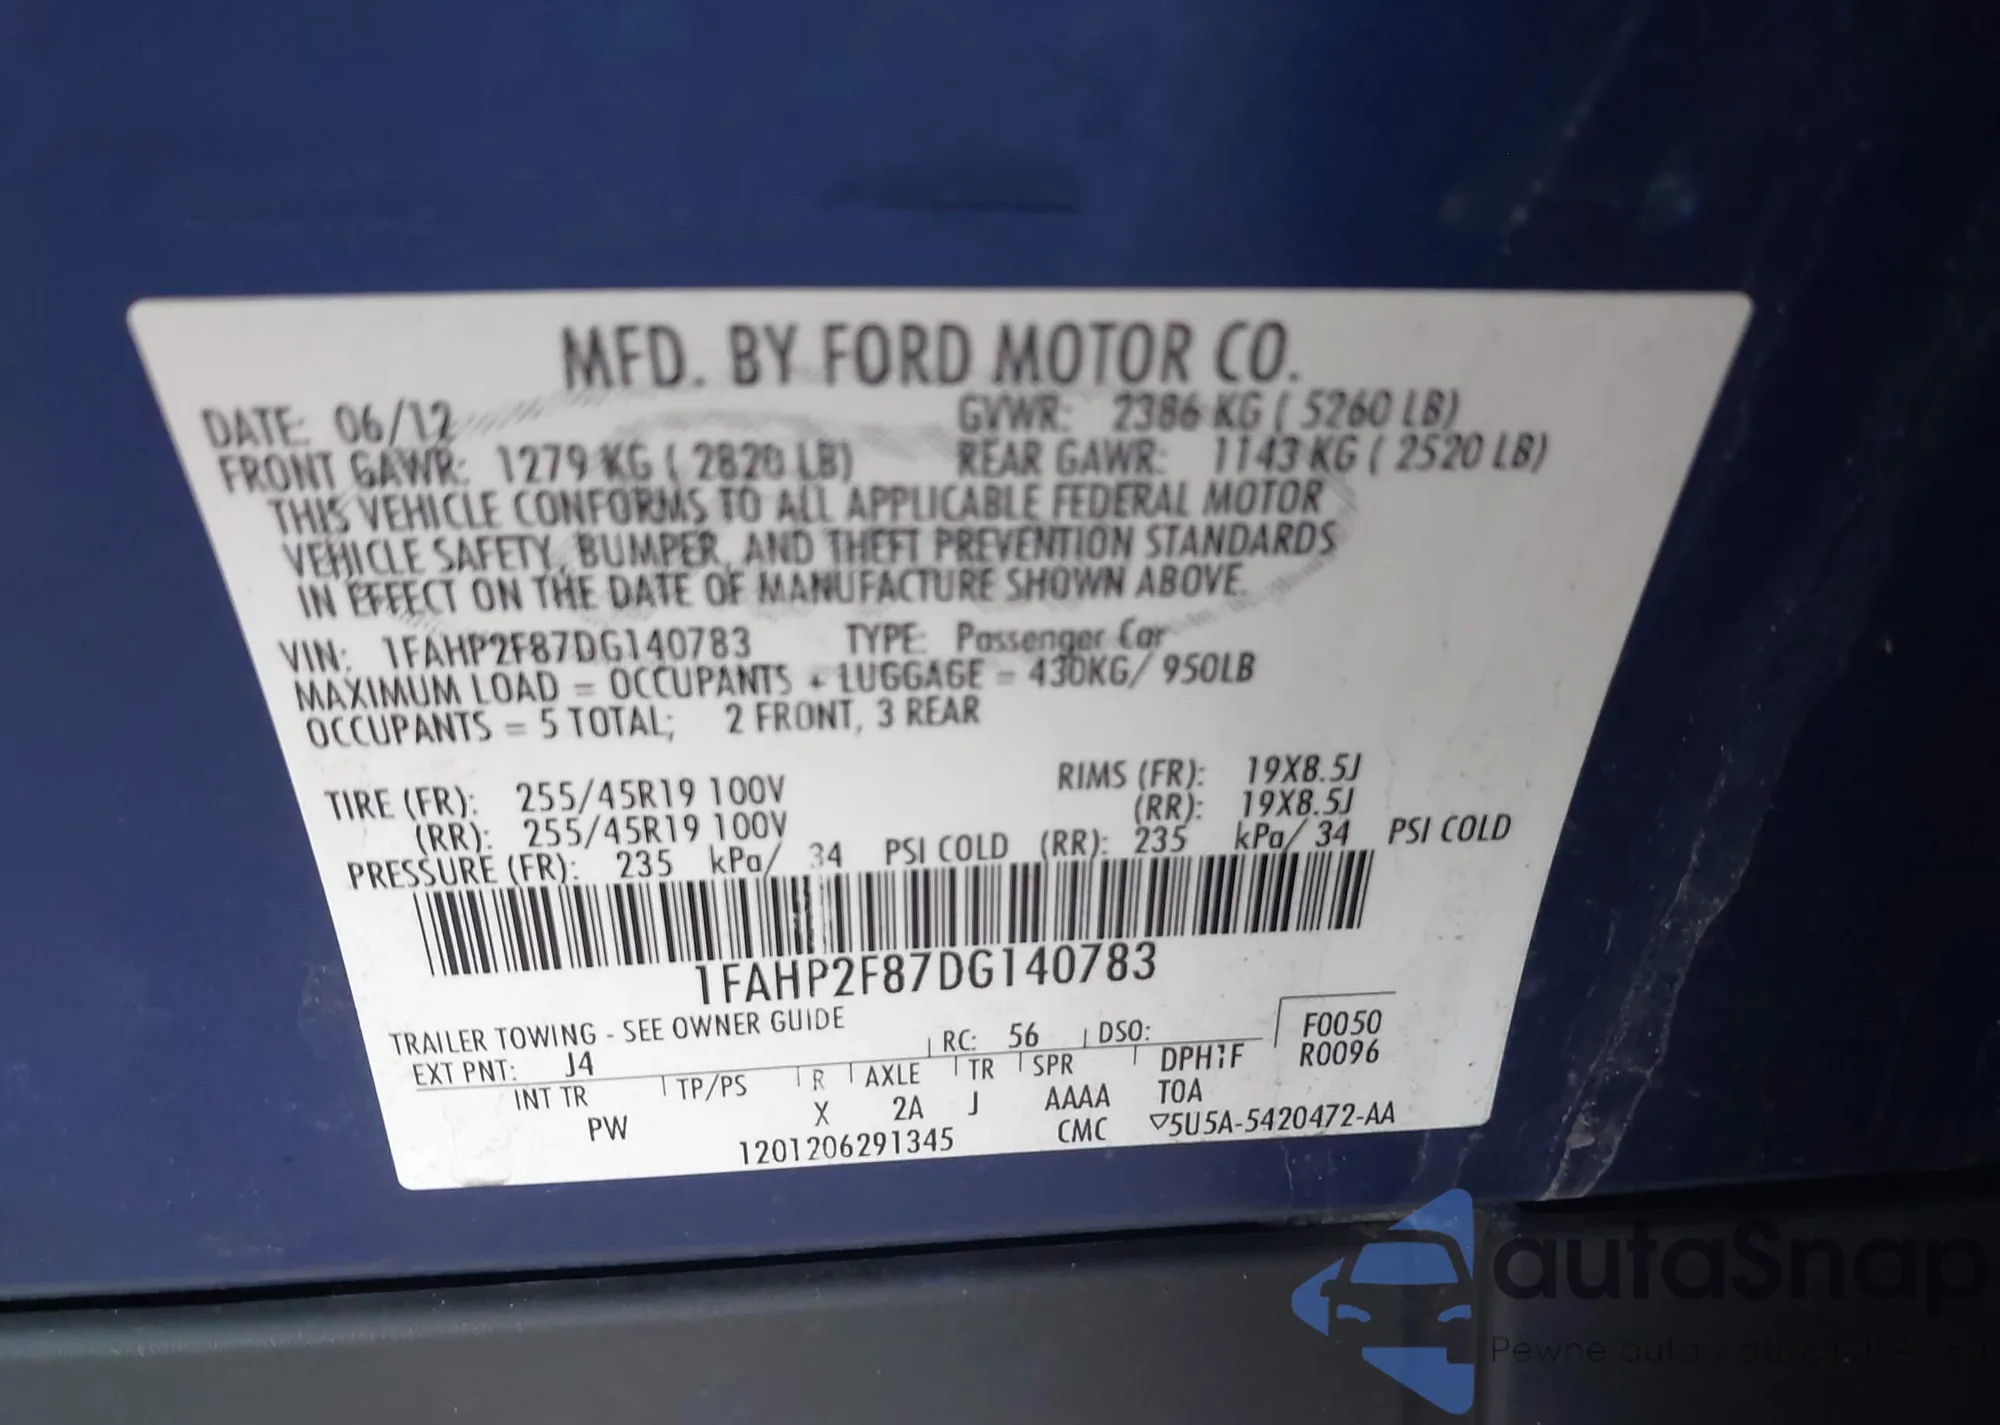 MFD. BY FORD MOTOR CO.
DATE: 06/12 GVWR: 2386 KG ( 5260 LB)
FRONT GAWR: 1279 KG ( 2820 LB) REAR GAWR: 1143 KG ( 2520 LB)
THIS VEHICLE CONFORMS TO ALL APPLICABLE FEDERAL MOTOR
VEHICLE SAFETY, BUMPER, AND THEFT PREVENTION STANDARDS
IN EFFECT ON THE DATE OF MANUFACTURE SHOWN ABOVE.
VIN: 1FAHP2F87DG140783 TYPE: Passenger Car
MAXIMUM LOAD = OCCUPANTS + LUGGAGE = 430KG/ 950LB
OCCUPANTS = 5 TOTAL; 2 FRONT, 3 REAR
TIRE (FR): 255/45R19 100V RIMS (FR): 19X8.5J
(RR): 255/45R19 100V (RR): 19X8.5J
PRESSURE (FR): 235 kPa/ 34 PSI COLD (RR): 235 kPa/ 34 PSI COLD
1FAHP2F87DG140783
TRAILER TOWING - SEE OWNER GUIDE
EXT PNT: J4 RC: 56 DSO: F0050
INT TR TP/PS R AXLE TR SPR DPH1F R0096
PW X 2A J AAAA T0A
1201206291345 CMC ▽5U5A-5420472-AA
autaSnap
Pewne auta z